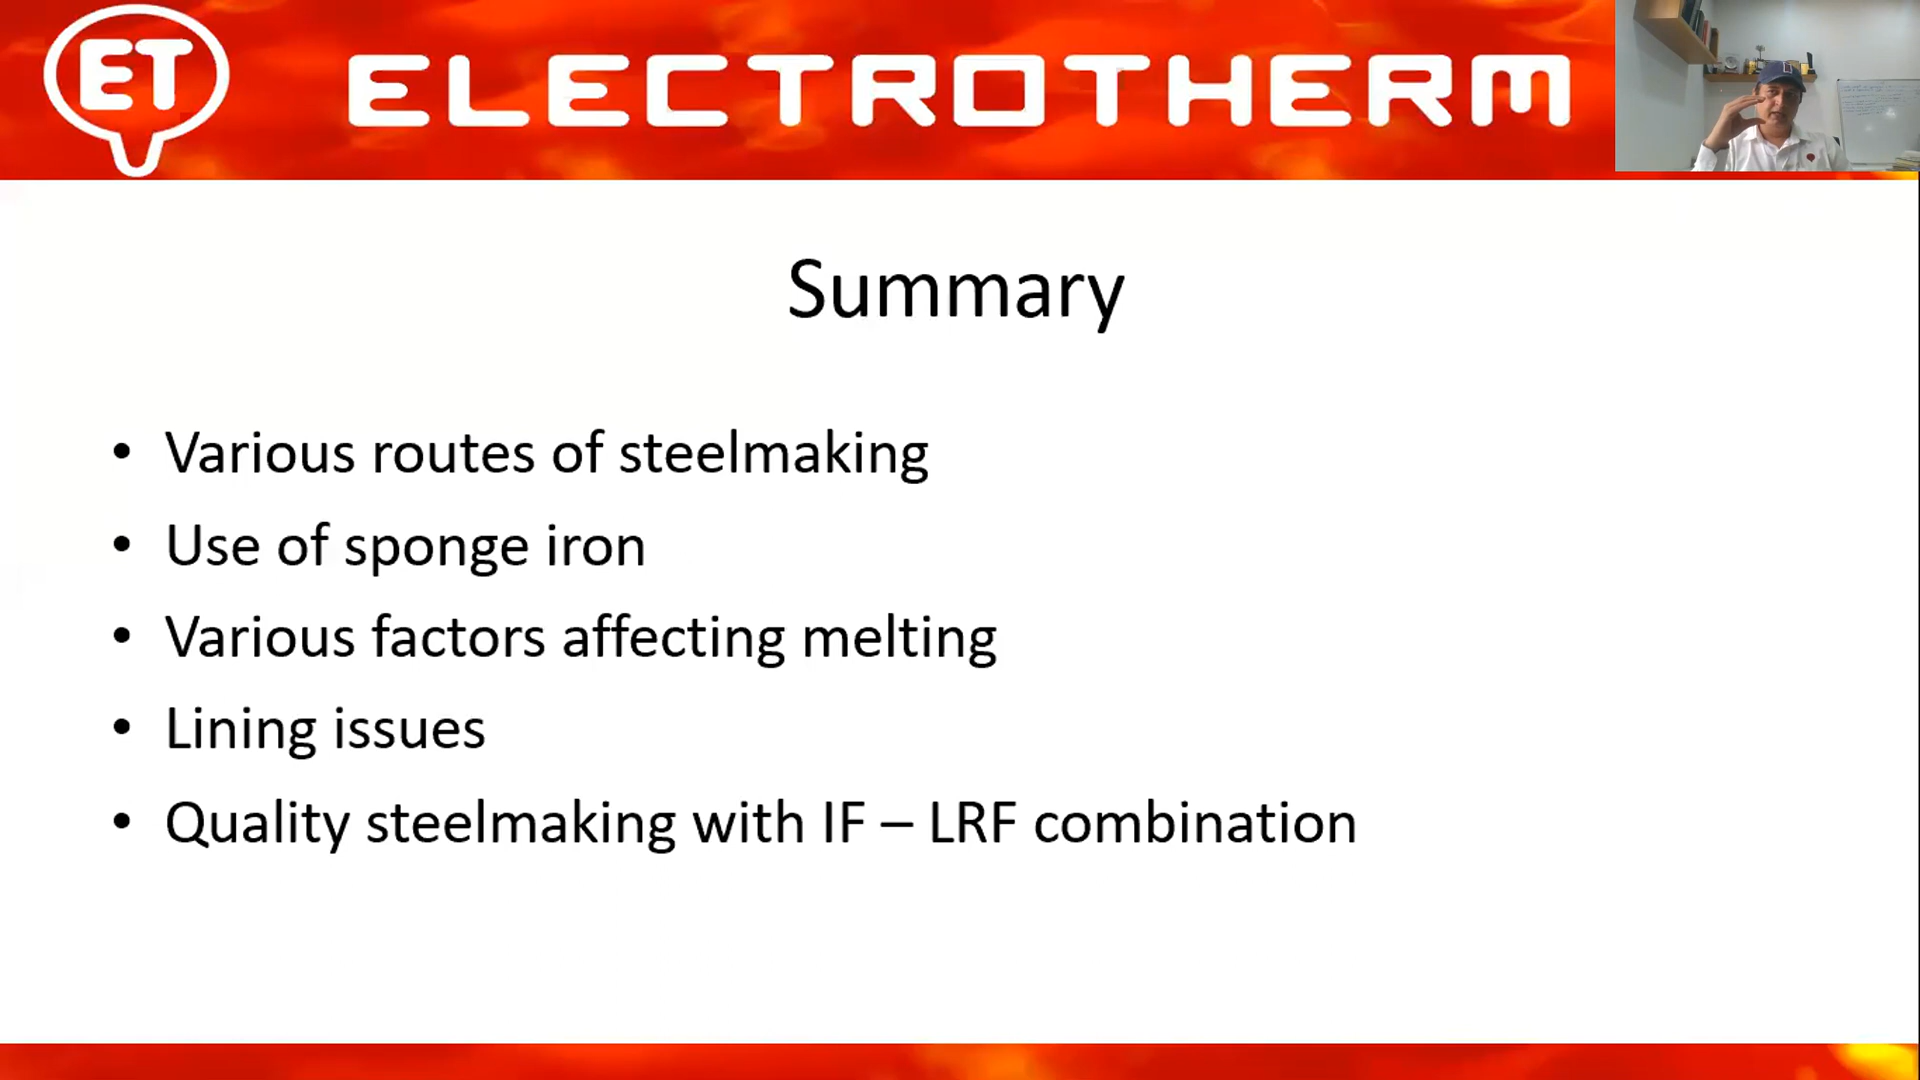 ET
ELECTROTHERM
Summary
• Various routes of steelmaking
• Use of sponge iron
• Various factors affecting melting
• Lining issues
• Quality steelmaking with IF – LRF combination